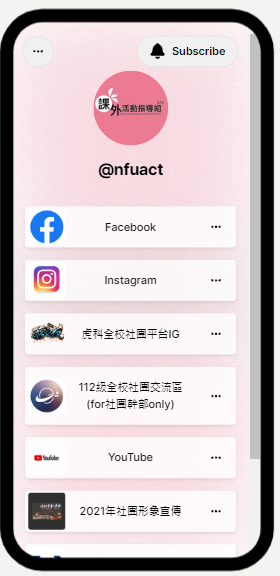 Subscribe
課外活動指導組
@nfuact
Facebook
Instagram
虎科全校社團平台IG
112級全校社團交流區
(for社團幹部only)
YouTube
YouTube
2021年社團形象宣傳